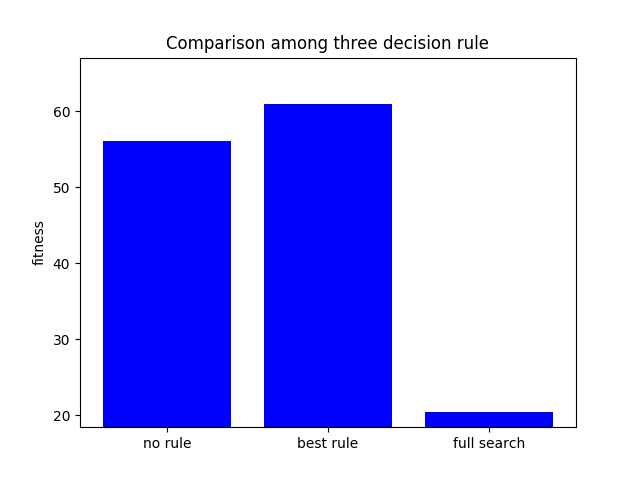 Comparison among three decision rule
fitness
60
50
40
30
20
no rule
best rule
full search